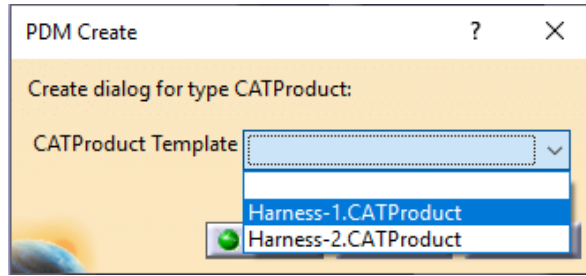 PDM Create
?
Create dialog for type CATProduct:
CATProduct Template
Harness-1.CATProduct
Harness-2.CATProduct